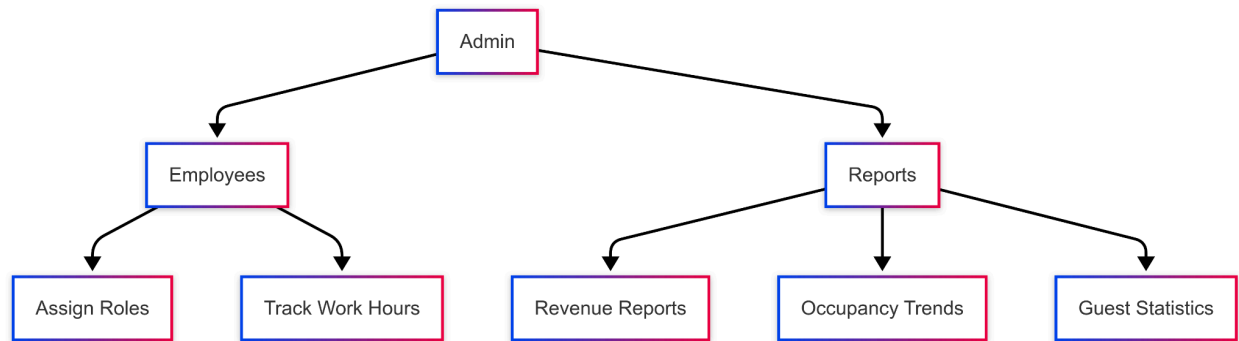 Admin
Employees
Reports
Assign Roles
Track Work Hours
Revenue Reports
Occupancy Trends
Guest Statistics